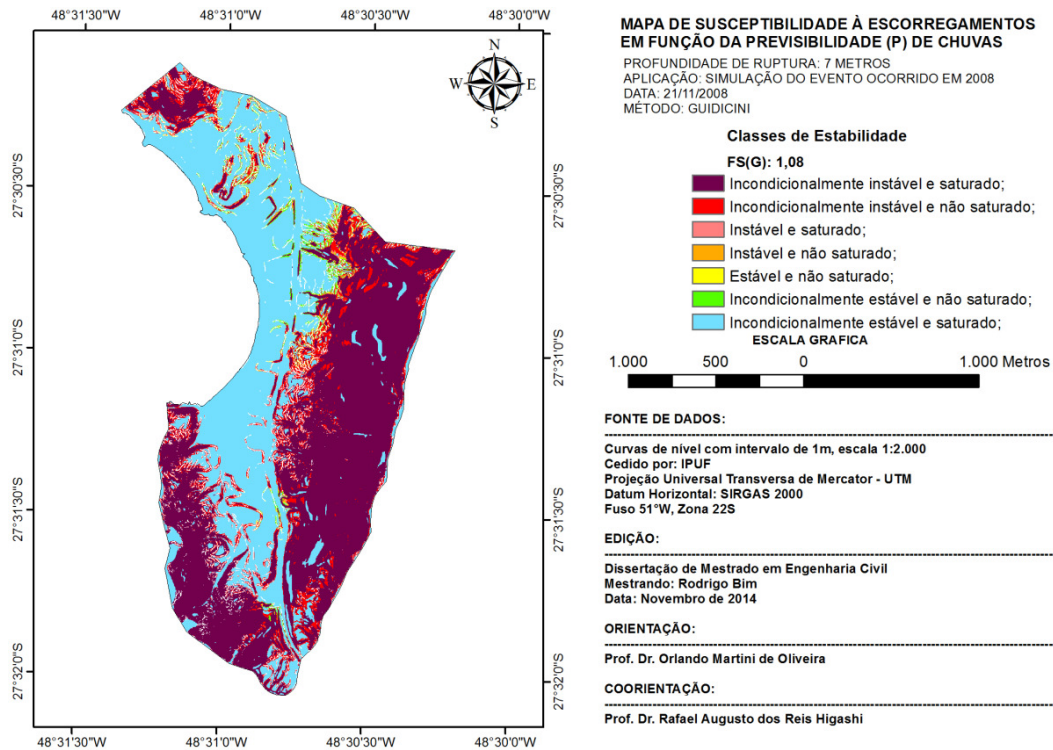 48°31'30"W 48°31'0"W 48°30'30"W 48°30'0"W
N
W E
S
27°30'30"S 27°30'30"S
27°31'0"S 27°31'0"S
27°31'30"S 27°31'30"S
27°32'0"S 27°32'0"S
48°31'30"W 48°31'0"W 48°30'30"W 48°30'0"W
MAPA DE SUSCEPTIBILIDADE À ESCORREGAMENTOS
EM FUNÇÃO DA PREVISIBILIDADE (P) DE CHUVAS
PROFUNDIDADE DE RUPTURA: 7 METROS
APLICAÇÃO: SIMULAÇÃO DO EVENTO OCORRIDO EM 2008
DATA: 21/11/2008
MÉTODO: GUIDICINI
Classes de Estabilidade
FS(G): 1,08
Incondicionalmente instável e saturado;
Incondicionalmente instável e não saturado;
Instável e saturado;
Instável e não saturado;
Estável e não saturado;
Incondicionalmente estável e não saturado;
Incondicionalmente estável e saturado;
ESCALA GRAFICA
1.000 500 0 1.000 Metros
FONTE DE DADOS:
Curvas de nível com intervalo de 1m, escala 1:2.000
Cedido por: IPUF
Projeção Universal Transversa de Mercator - UTM
Datum Horizontal: SIRGAS 2000
Fuso 51°W, Zona 22S
EDIÇÃO:
Dissertação de Mestrado em Engenharia Civil
Mestrando: Rodrigo Bim
Data: Novembro de 2014
ORIENTAÇÃO:
Prof. Dr. Orlando Martini de Oliveira
COORIENTAÇÃO:
Prof. Dr. Rafael Augusto dos Reis Higashi